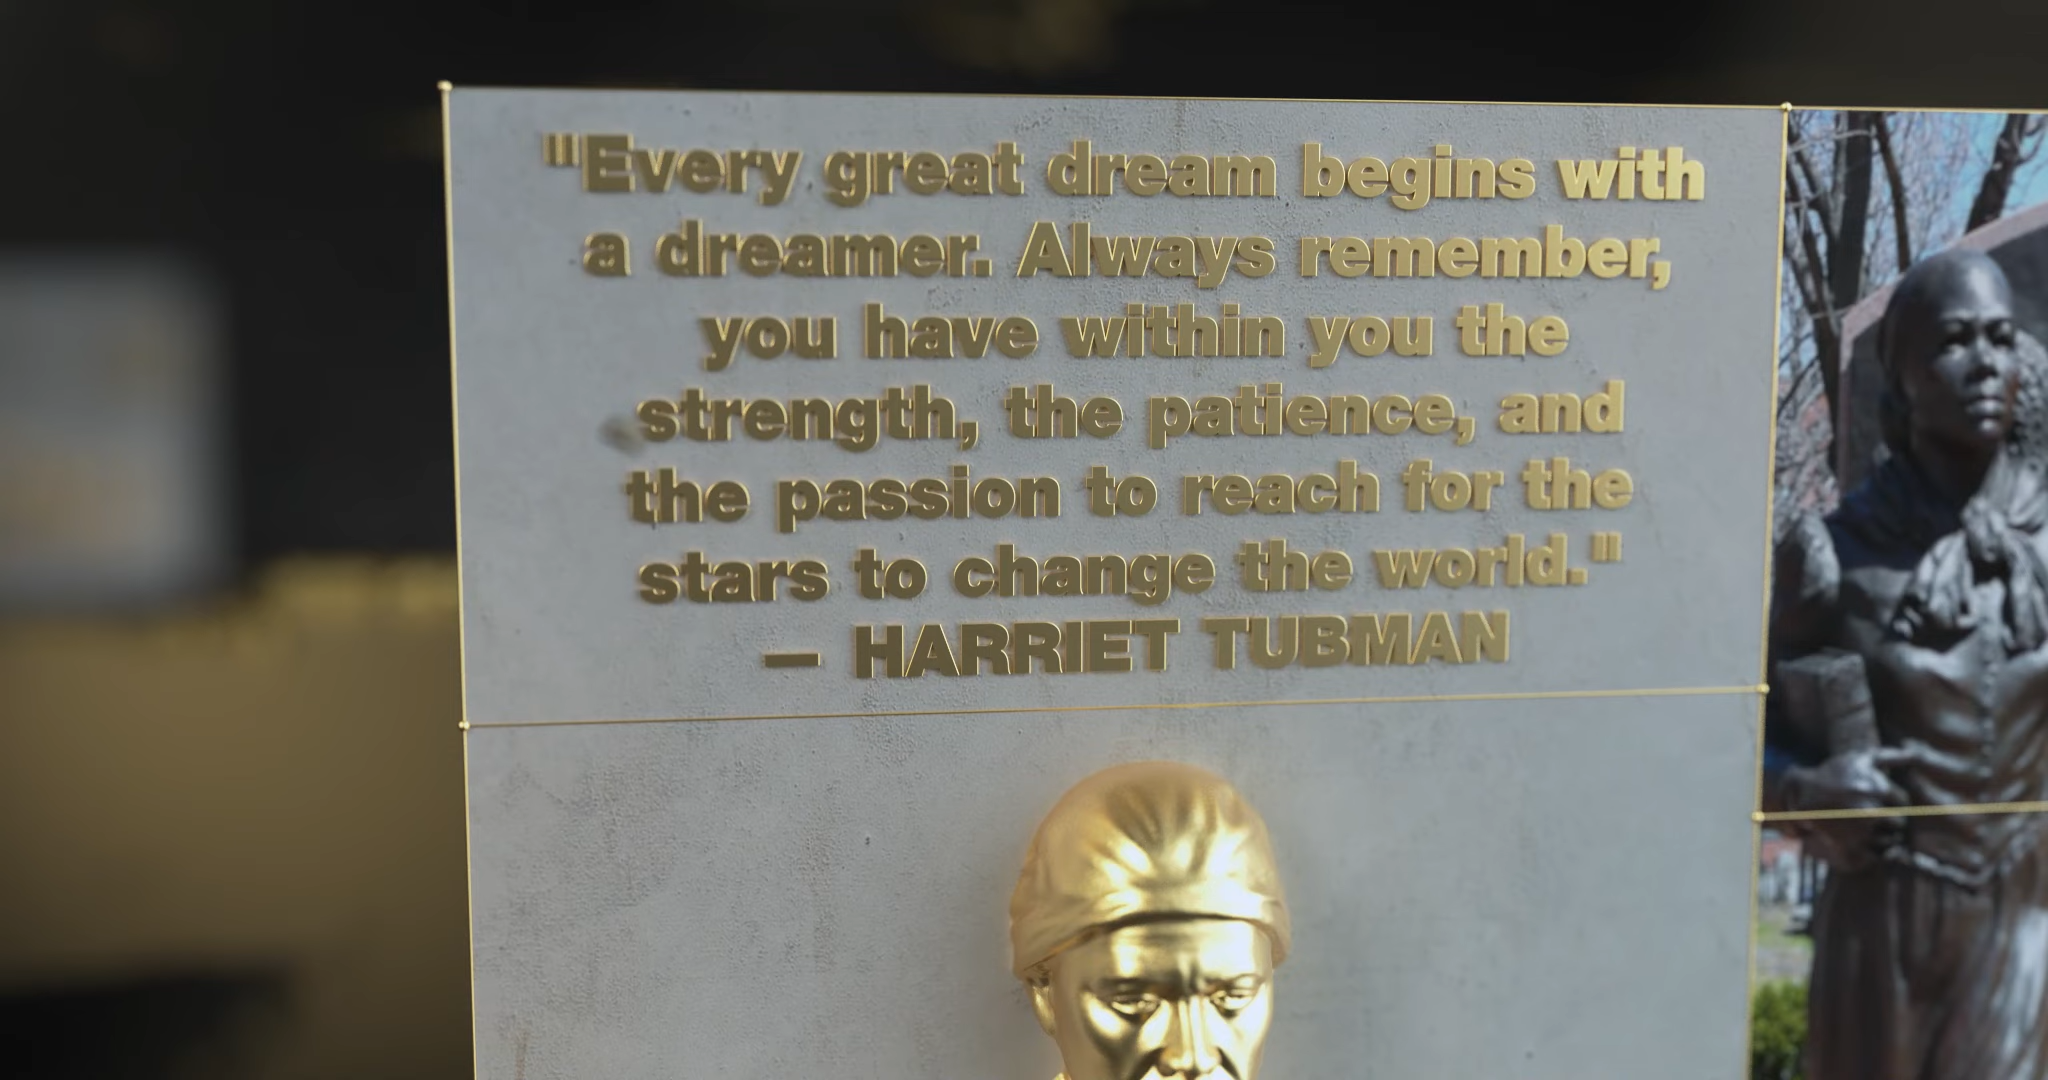 "Every great dream begins with
a dreamer. Always remember,
you have within you the
strength, the patience, and
the passion to reach for the
stars to change the world."
— HARRIET TUBMAN